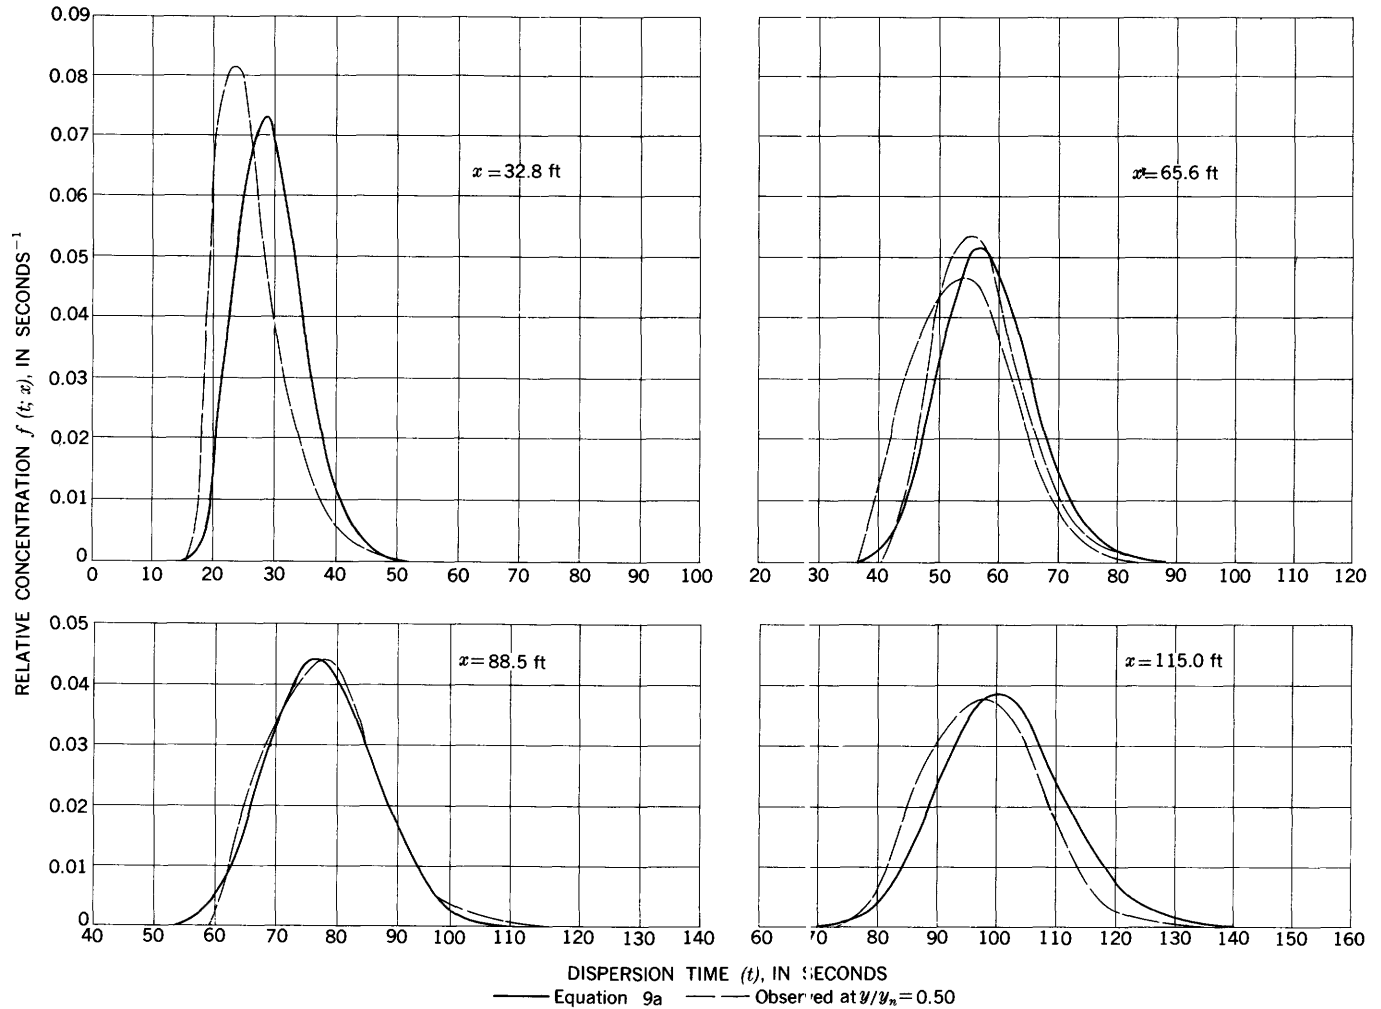 RELATIVE CONCENTRATION f (t; x), IN SECONDS⁻¹
0.09
0.08
0.07
0.06
0.05
0.04
0.03
0.02
0.01
0
x = 32.8 ft
0 10 20 30 40 50 60 70 80 90 100
x = 65.6 ft
20 30 40 50 60 70 80 90 100 110 120
0.05
0.04
0.03
0.02
0.01
0
x = 88.5 ft
40 50 60 70 80 90 100 110 120 130 140
x = 115.0 ft
60 70 80 90 100 110 120 130 140 150 160
DISPERSION TIME (t), IN SECONDS
Equation 9a Observed at y/yₙ = 0.50